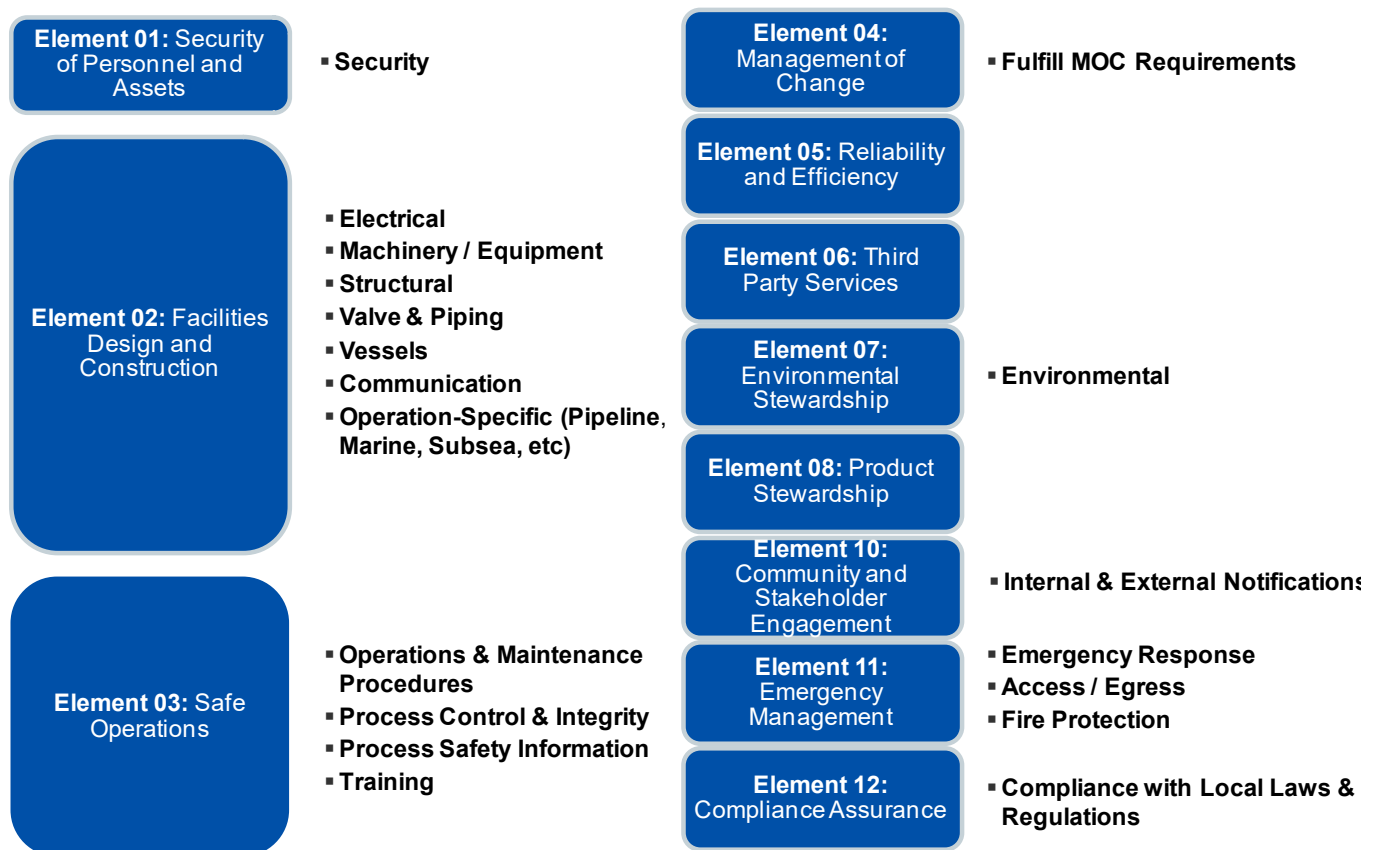 Element 01: Security
of Personnel and
Assets
▪ Security
Element 02: Facilities
Design and
Construction
▪ Electrical
▪ Machinery / Equipment
▪ Structural
▪ Valve & Piping
▪ Vessels
▪ Communication
▪ Operation-Specific (Pipeline,
Marine, Subsea, etc)
Element 03: Safe
Operations
▪ Operations & Maintenance
Procedures
▪ Process Control & Integrity
▪ Process Safety Information
▪ Training
Element 04:
Management of
Change
▪ Fulfill MOC Requirements
Element 05: Reliability
and Efficiency
Element 06: Third
Party Services
Element 07:
Environmental
Stewardship
▪ Environmental
Element 08: Product
Stewardship
Element 10:
Community and
Stakeholder
Engagement
▪ Internal & External Notifications
Element 11:
Emergency
Management
▪ Emergency Response
▪ Access / Egress
▪ Fire Protection
Element 12:
Compliance Assurance
▪ Compliance with Local Laws &
Regulations